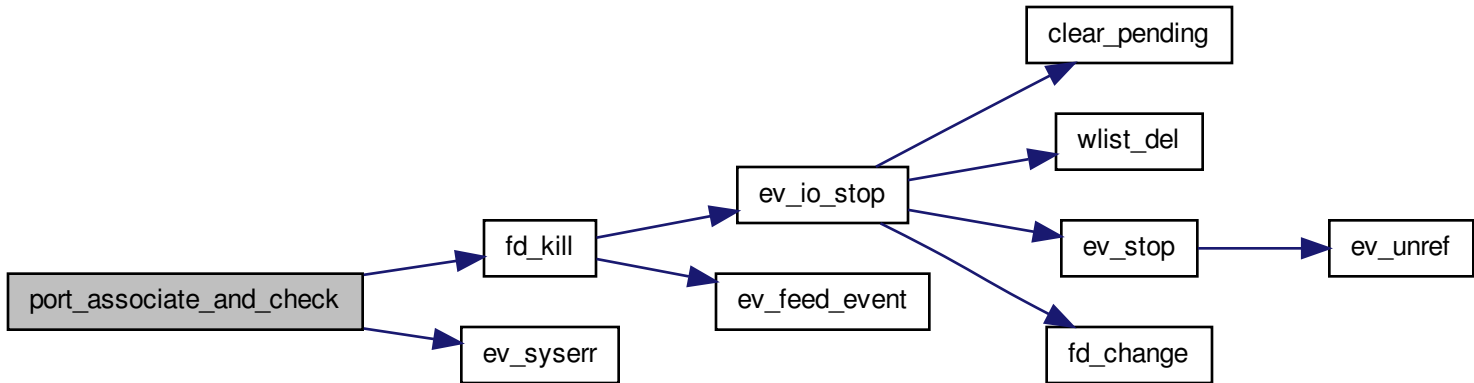 clear_pending
wlist_del
ev_io_stop
fd_kill
ev_stop
ev_unref
port_associate_and_check
ev_feed_event
ev_syserr
fd_change